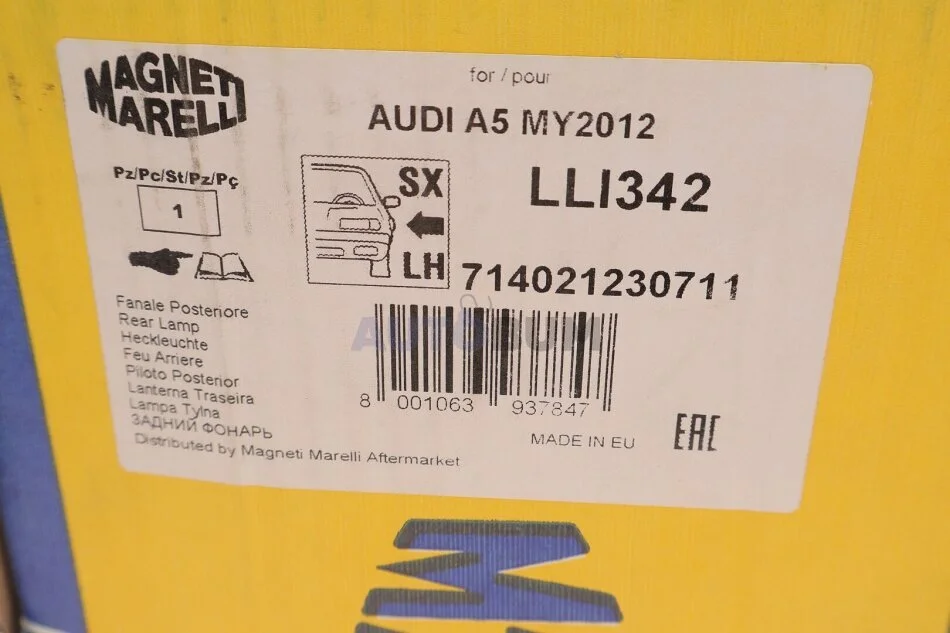 MAGNETI
MARELLI
for / pour
AUDI A5 MY2012
Pz/Pc/St/Pz/Pç
1
SX
LH
LLI342
714021230711
Fanale Posteriore
Rear Lamp
Heckleuchte
Feu Arriere
Piloto Posterior
Lanterna Traseira
Lampa Tylna
ЗАДНИЙ ФОНАРЬ
Distributed by Magneti Marelli Aftermarket
8 001063 937847
MADE IN EU
EAC